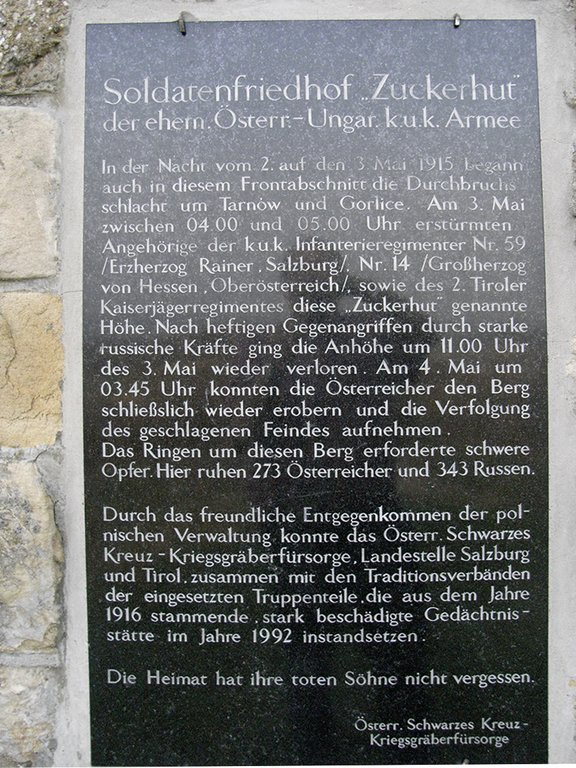 Soldatenfriedhof „Zuckerhut"
der ehem. Österr.-Ungar. k.u.k. Armee
In der Nacht vom 2. auf den 3. Mai 1915 begann
auch in diesem Frontabschnitt die Durchbruchs
schlacht um Tarnów und Gorlice. Am 3. Mai
zwischen 04.00 und 05.00 Uhr erstürmten
Angehörige der k.u.k. Infanterieregimenter Nr. 59
/Erzherzog Rainer, Salzburg/, Nr. 14 /Großherzog
von Hessen, Oberösterreich/, sowie des 2. Tiroler
Kaiserjägerregimentes diese „Zuckerhut" genannte
Höhe. Nach heftigen Gegenangriffen durch starke
russische Kräfte ging die Anhöhe um 11.00 Uhr
des 3. Mai wieder verloren. Am 4. Mai um
03.45 Uhr konnten die Österreicher den Berg
schließslich wieder erobern und die Verfolgung
des geschlagenen Feindes aufnehmen.
Das Ringen um diesen Berg erforderte schwere
Opfer. Hier ruhen 273 Österreicher und 343 Russen.
Durch das freundliche Entgegenkommen der pol-
nischen Verwaltung konnte das Österr. Schwarzes
Kreuz - Kriegsgräberfürsorge, Landestelle Salzburg
und Tirol, zusammen mit den Traditionsverbänden
der eingesetzten Truppenteile, die aus dem Jahre
1916 stammende, stark beschädigte Gedächtnis-
stätte im Jahre 1992 instandsetzen.
Die Heimat hat ihre toten Söhne nicht vergessen.
Österr. Schwarzes Kreuz -
Kriegsgräberfürsorge